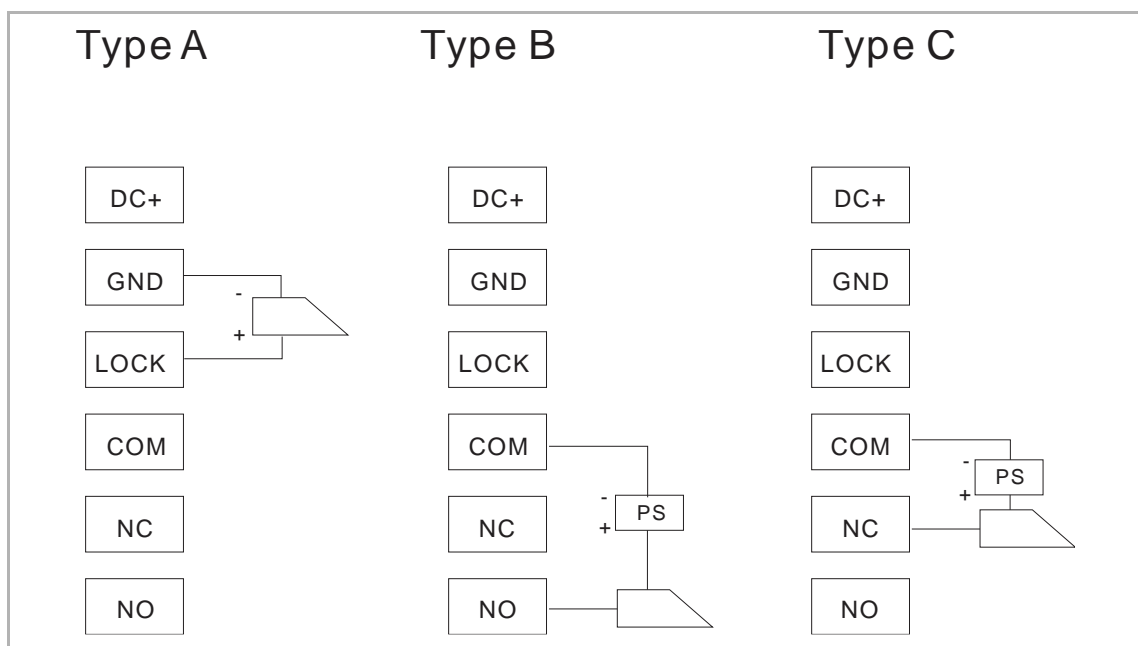 Type A
Type B
Type C
DC+
GND
-
+
LOCK
COM
NC
NO
DC+
GND
LOCK
COM
-
PS
+
NC
NO
DC+
GND
LOCK
COM
-
PS
+
NC
NO